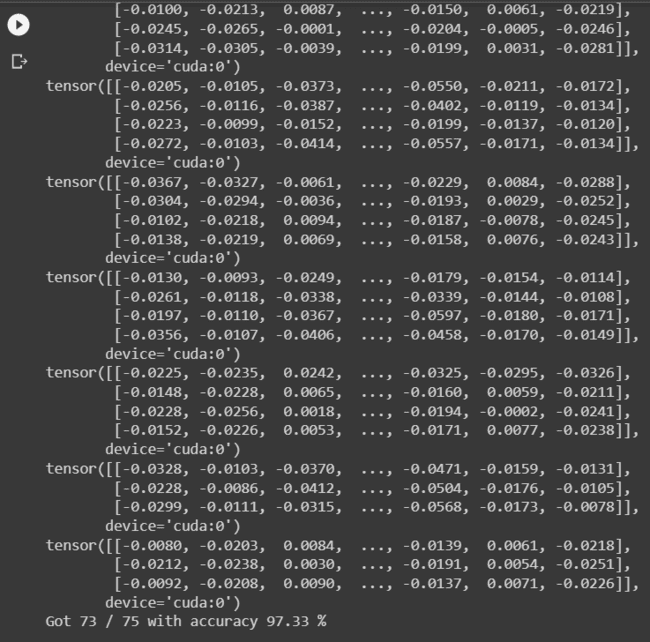 [-0.0100, -0.0213,  0.0087,  ..., -0.0150,  0.0061, -0.0219],
[-0.0245, -0.0265, -0.0001,  ..., -0.0204, -0.0005, -0.0246],
[-0.0314, -0.0305, -0.0039,  ..., -0.0199,  0.0031, -0.0281]],
device='cuda:0')
tensor([[-0.0205, -0.0105, -0.0373,  ..., -0.0550, -0.0211, -0.0172],
[-0.0256, -0.0116, -0.0387,  ..., -0.0402, -0.0119, -0.0134],
[-0.0223, -0.0099, -0.0152,  ..., -0.0199, -0.0137, -0.0120],
[-0.0272, -0.0103, -0.0414,  ..., -0.0557, -0.0171, -0.0134]],
device='cuda:0')
tensor([[-0.0367, -0.0327, -0.0061,  ..., -0.0229,  0.0084, -0.0288],
[-0.0304, -0.0294, -0.0036,  ..., -0.0193,  0.0029, -0.0252],
[-0.0102, -0.0218,  0.0094,  ..., -0.0187, -0.0078, -0.0245],
[-0.0138, -0.0219,  0.0069,  ..., -0.0158,  0.0076, -0.0243]],
device='cuda:0')
tensor([[-0.0130, -0.0093, -0.0249,  ..., -0.0179, -0.0154, -0.0114],
[-0.0261, -0.0118, -0.0338,  ..., -0.0339, -0.0144, -0.0108],
[-0.0197, -0.0110, -0.0367,  ..., -0.0597, -0.0180, -0.0171],
[-0.0356, -0.0107, -0.0406,  ..., -0.0458, -0.0170, -0.0149]],
device='cuda:0')
tensor([[-0.0225, -0.0235,  0.0242,  ..., -0.0325, -0.0295, -0.0326],
[-0.0148, -0.0228,  0.0065,  ..., -0.0160,  0.0059, -0.0211],
[-0.0228, -0.0256,  0.0018,  ..., -0.0194, -0.0002, -0.0241],
[-0.0152, -0.0226,  0.0053,  ..., -0.0171,  0.0077, -0.0238]],
device='cuda:0')
tensor([[-0.0328, -0.0103, -0.0370,  ..., -0.0471, -0.0159, -0.0131],
[-0.0228, -0.0086, -0.0412,  ..., -0.0504, -0.0176, -0.0105],
[-0.0299, -0.0111, -0.0315,  ..., -0.0568, -0.0173, -0.0078]],
device='cuda:0')
tensor([[-0.0080, -0.0203,  0.0084,  ..., -0.0139,  0.0061, -0.0218],
[-0.0212, -0.0238,  0.0030,  ..., -0.0191,  0.0054, -0.0251],
[-0.0092, -0.0208,  0.0090,  ..., -0.0137,  0.0071, -0.0226]],
device='cuda:0')
Got 73 / 75 with accuracy 97.33 %